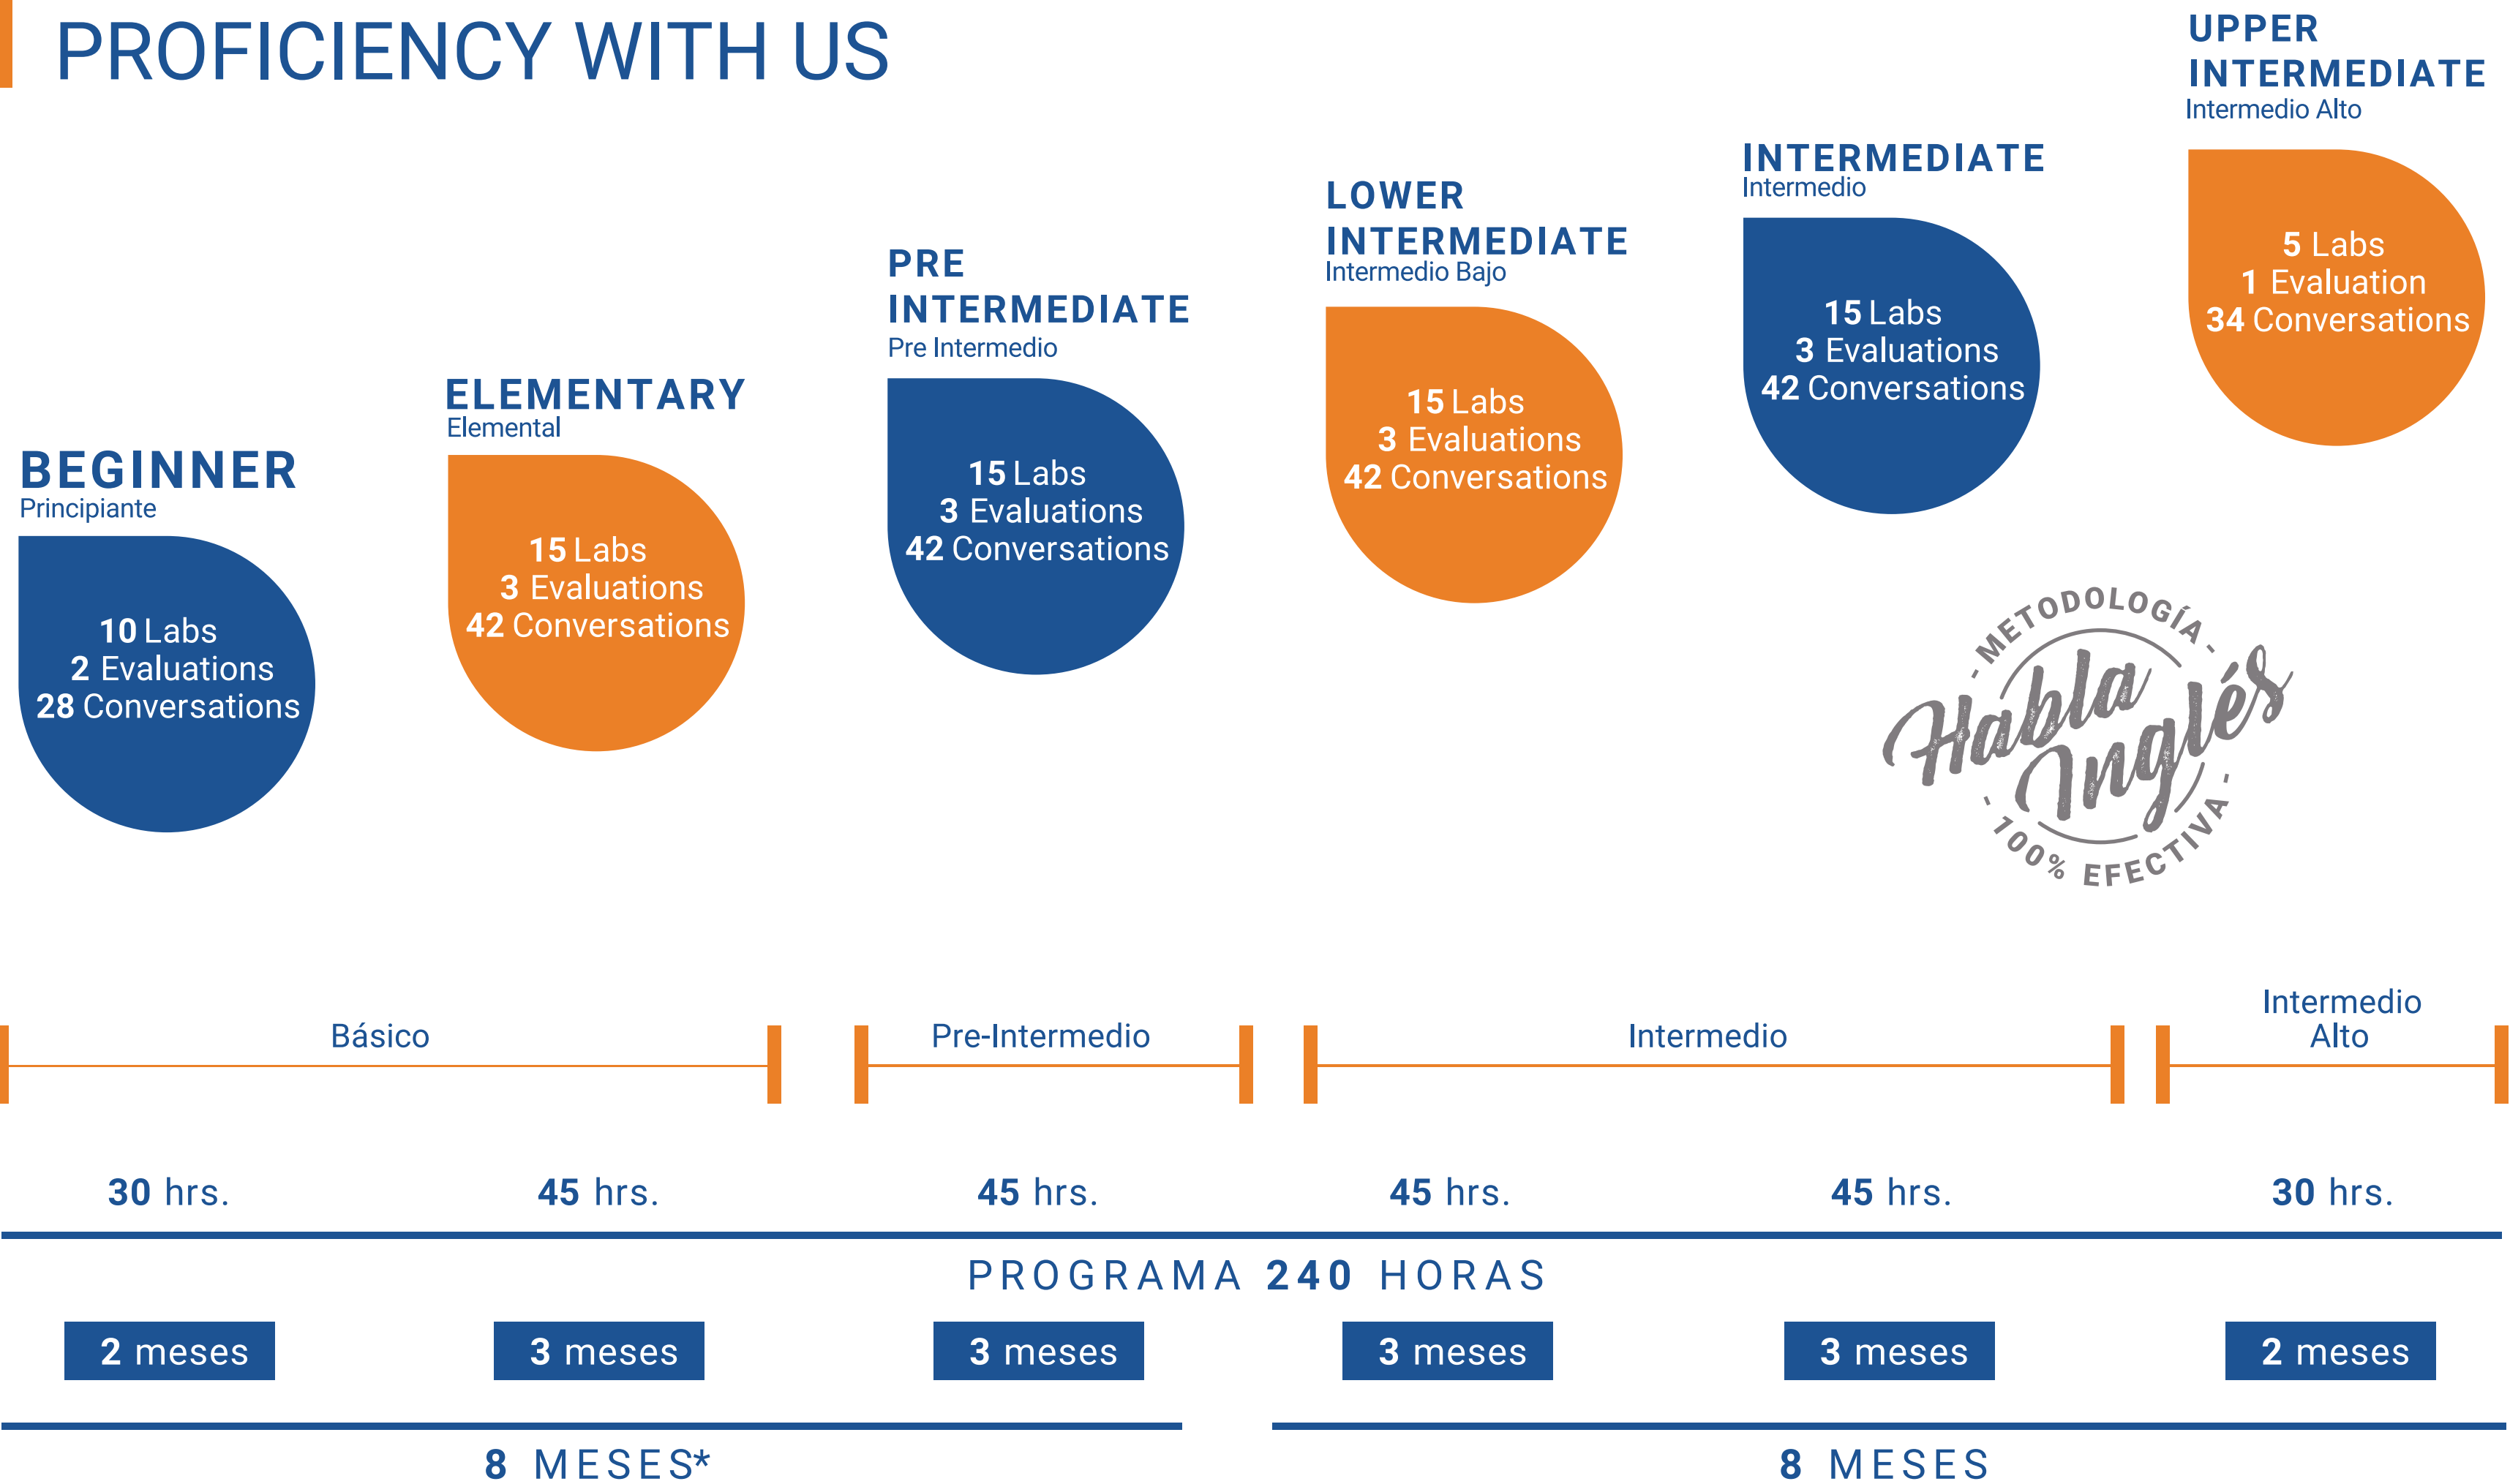 PROFICIENCY WITH US
BEGINNER
Principiante
10 Labs
2 Evaluations
28 Conversations
ELEMENTARY
Elemental
15 Labs
3 Evaluations
42 Conversations
PRE
INTERMEDIATE
Pre Intermedio
15 Labs
3 Evaluations
42 Conversations
LOWER
INTERMEDIATE
Intermedio Bajo
15 Labs
3 Evaluations
42 Conversations
INTERMEDIATE
Intermedio
15 Labs
3 Evaluations
42 Conversations
UPPER
INTERMEDIATE
Intermedio Alto
5 Labs
1 Evaluation
34 Conversations
- METODOLOGÍA -
Habla
Inglés
- 100% EFECTIVA -
Básico
Pre-Intermedio
Intermedio
Intermedio
Alto
30 hrs.
45 hrs.
45 hrs.
45 hrs.
45 hrs.
30 hrs.
PROGRAMA 240 HORAS
2 meses
3 meses
3 meses
3 meses
3 meses
2 meses
8 MESES*
8 MESES